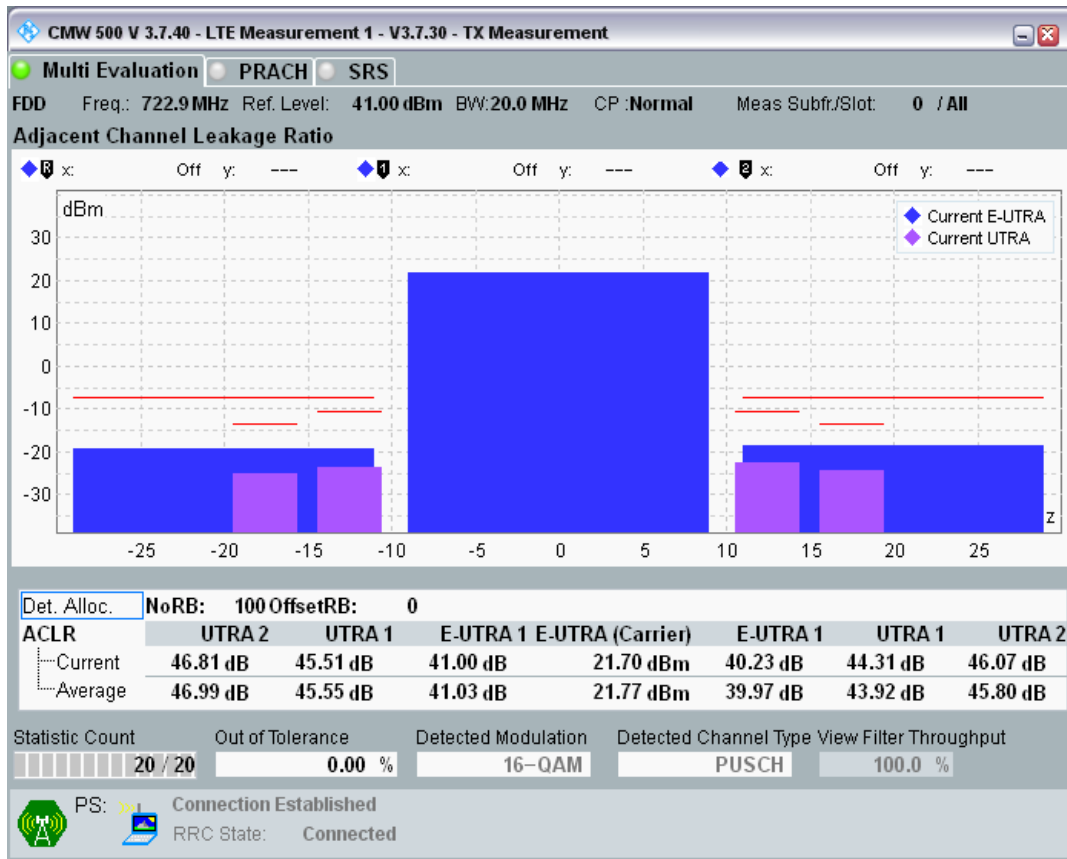 CMW 500 V 3.7.40 - LTE Measurement 1 - V3.7.30 - TX Measurement
Multi Evaluation PRACH SRS
FDD Freq.: 722.9 MHz Ref. Level: 41.00 dBm BW:20.0 MHz CP :Normal Meas Subfr./Slot: 0 / All
Adjacent Channel Leakage Ratio
R x: Off y: --- 1 x: Off y: --- 2 x: Off y: ---
dBm
Current E-UTRA
Current UTRA
30
20
10
0
-10
-20
-30
z
-25 -20 -15 -10 -5 0 5 10 15 20 25
Det. Alloc. NoRB: 100 OffsetRB: 0
ACLR UTRA 2 UTRA 1 E-UTRA 1 E-UTRA (Carrier) E-UTRA 1 UTRA 1 UTRA 2
Current 46.81 dB 45.51 dB 41.00 dB 21.70 dBm 40.23 dB 44.31 dB 46.07 dB
Average 46.99 dB 45.55 dB 41.03 dB 21.77 dBm 39.97 dB 43.92 dB 45.80 dB
Statistic Count Out of Tolerance Detected Modulation Detected Channel Type View Filter Throughput
20 / 20 0.00 % 16-QAM PUSCH 100.0 %
PS: Connection Established
RRC State: Connected